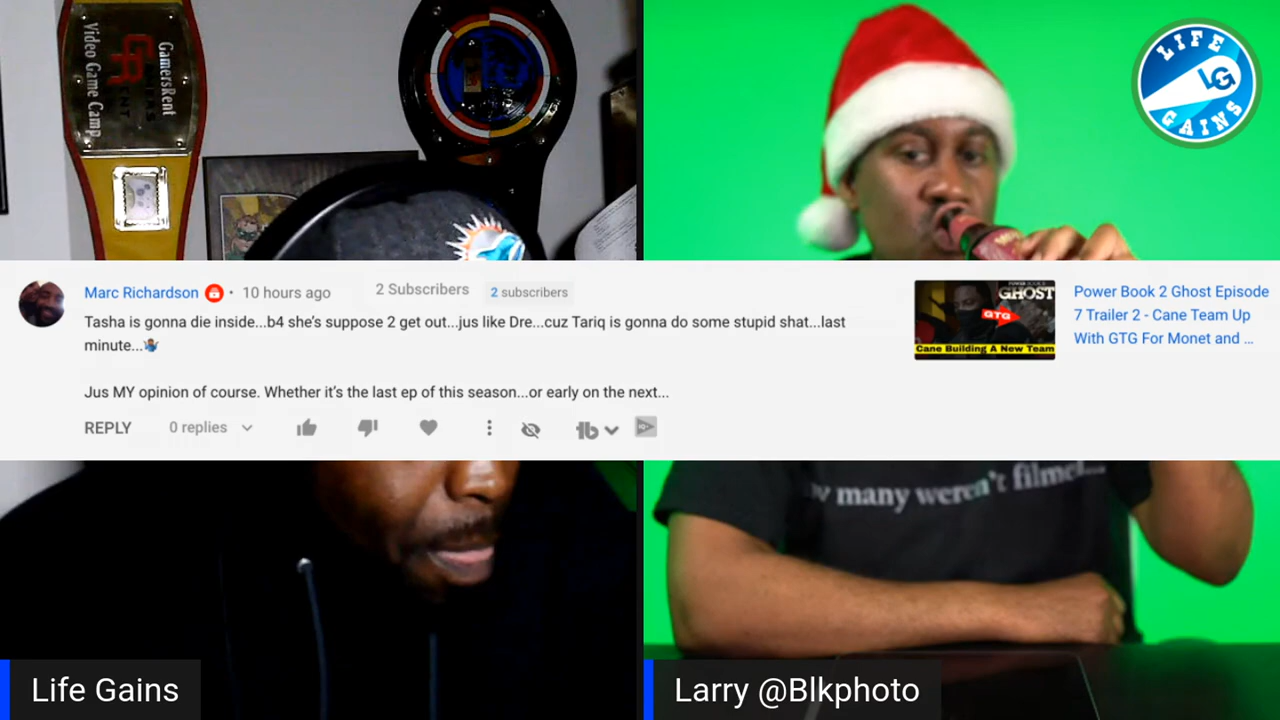 GamersRent
Video Game Camp
LIFE
LG
GAINS
Marc Richardson • 10 hours ago 2 Subscribers 2 subscribers
Tasha is gonna die inside...b4 she's suppose 2 get out...jus like Dre...cuz Tariq is gonna do some stupid shat...last
minute...🤷🏽‍♂️
Jus MY opinion of course. Whether it's the last ep of this season...or early on the next...
REPLY 0 replies
GHOST
GTG
Cane Building A New Team
Power Book 2 Ghost Episode
7 Trailer 2 - Cane Team Up
With GTG For Monet and ...
many weren't filmed...
Life Gains
Larry @Blkphoto